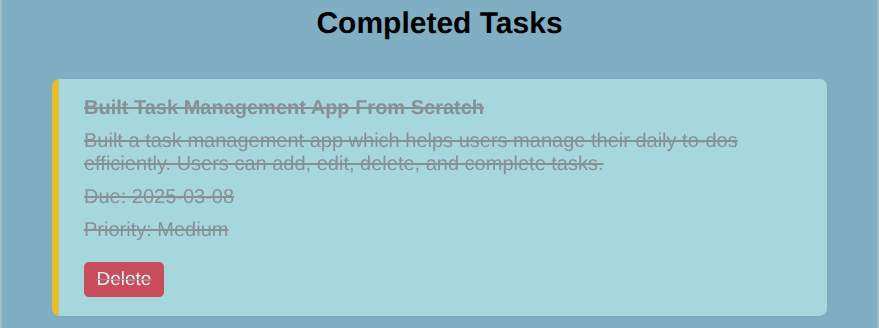 Completed Tasks
Built Task Management App From Scratch
Built a task management app which helps users manage their daily to-dos
efficiently. Users can add, edit, delete, and complete tasks.
Due: 2025-03-08
Priority: Medium
Delete